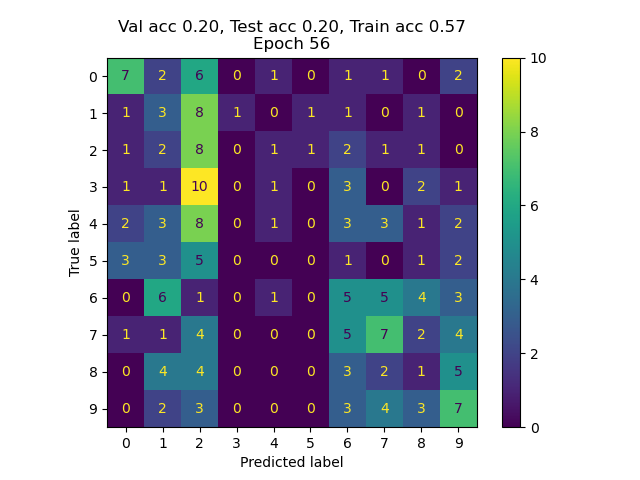 Val acc 0.20, Test acc 0.20, Train acc 0.57
Epoch 56
0 7 2 6 0 1 0 1 1 0 2
1 1 3 8 1 0 1 1 0 1 0
2 1 2 8 0 1 1 2 1 1 0
3 1 1 10 0 1 0 3 0 2 1
4 2 3 8 0 1 0 3 3 1 2
5 3 3 5 0 0 0 1 0 1 2
6 0 6 1 0 1 0 5 5 4 3
7 1 1 4 0 0 0 5 7 2 4
8 0 4 4 0 0 0 3 2 1 5
9 0 2 3 0 0 0 3 4 3 7
0 1 2 3 4 5 6 7 8 9
Predicted label
True label
10
8
6
4
2
0